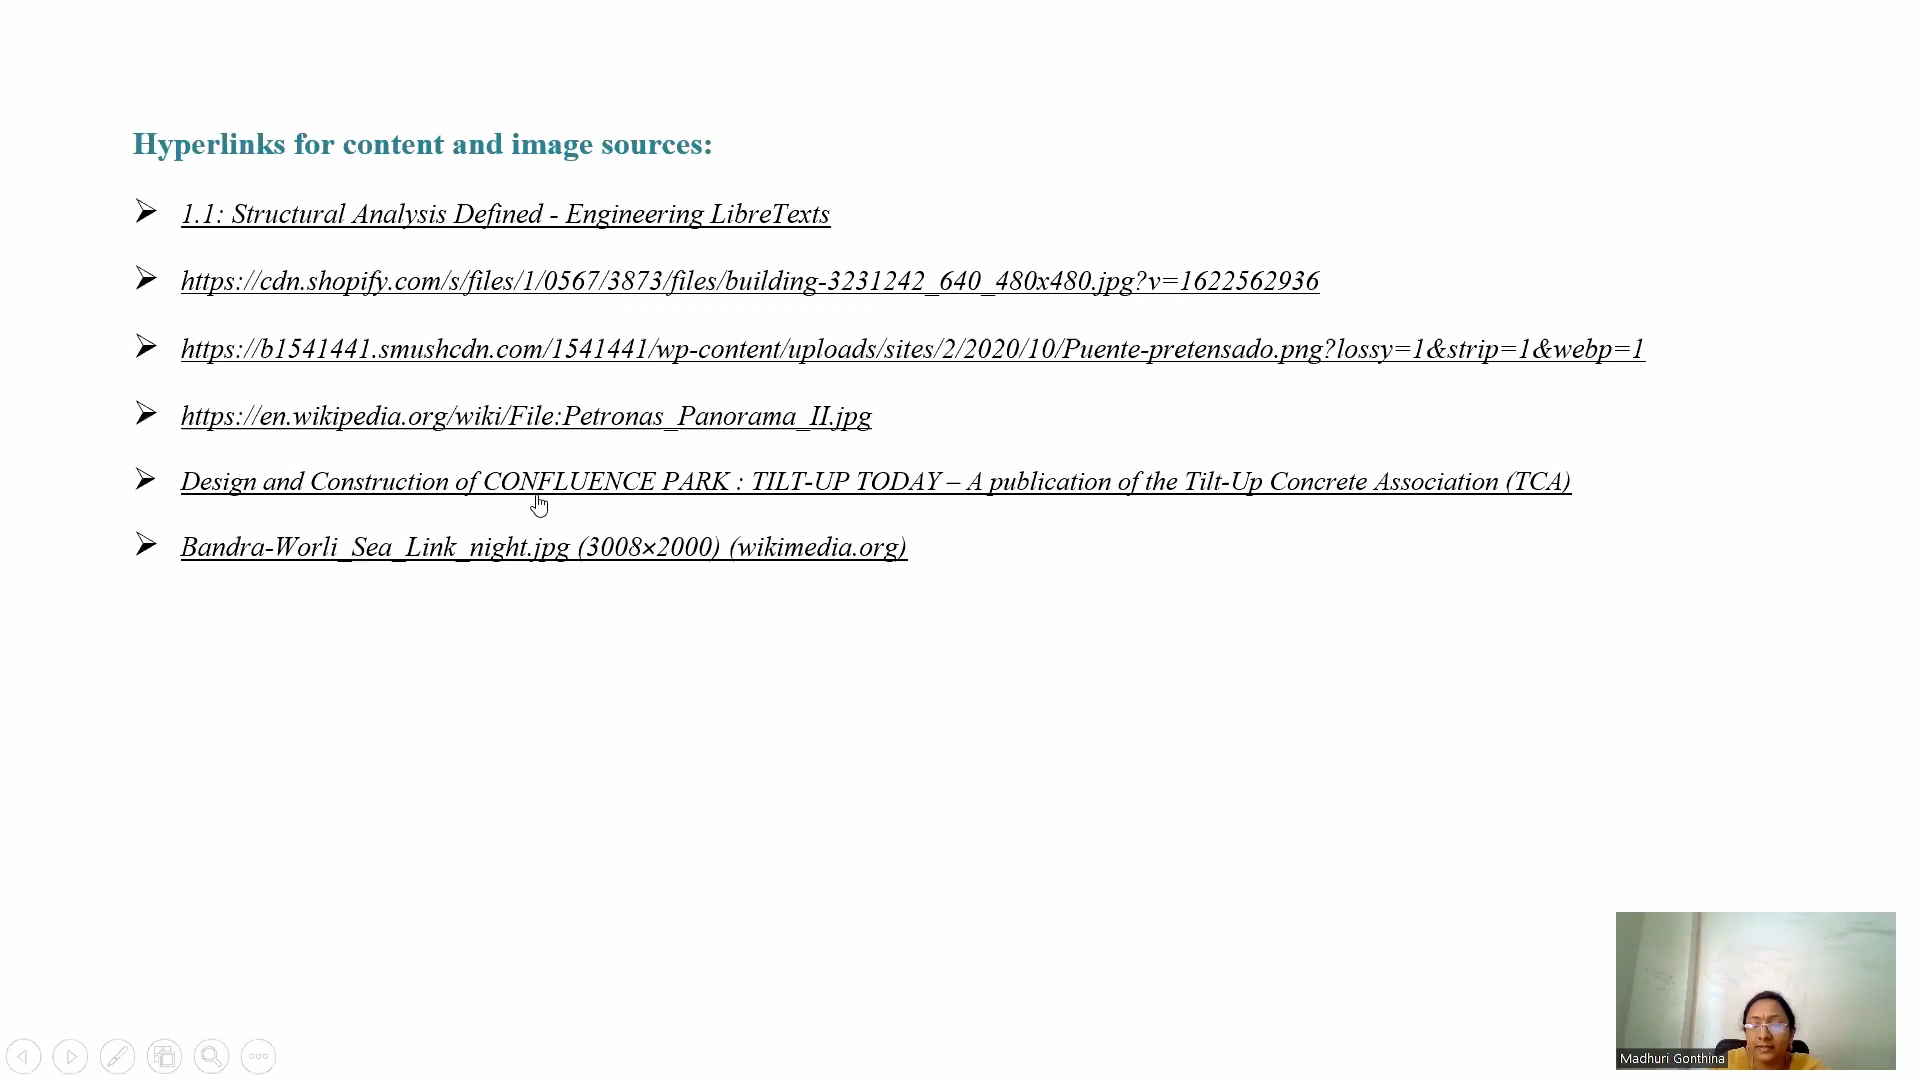 Hyperlinks for content and image sources:
1.1: Structural Analysis Defined - Engineering LibreTexts
https://cdn.shopify.com/s/files/1/0567/3873/files/building-3231242_640_480x480.jpg?v=1622562936
https://b1541441.smushcdn.com/1541441/wp-content/uploads/sites/2/2020/10/Puente-pretensado.png?lossy=1&strip=1&webp=1
https://en.wikipedia.org/wiki/File:Petronas_Panorama_II.jpg
Design and Construction of CONFLUENCE PARK : TILT-UP TODAY – A publication of the Tilt-Up Concrete Association (TCA)
Bandra-Worli_Sea_Link_night.jpg (3008×2000) (wikimedia.org)
Madhuri Gonthina